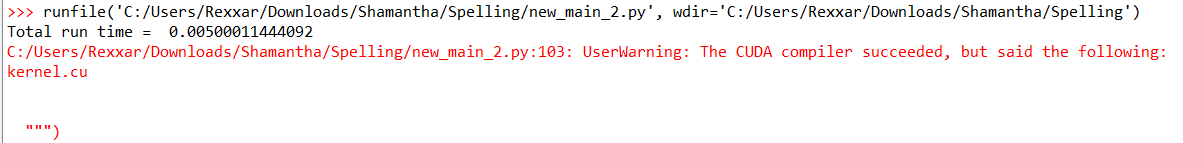 >>> runfile('C:/Users/Rexxar/Downloads/Shamantha/Spelling/new_main_2.py', wdir='C:/Users/Rexxar/Downloads/Shamantha/Spelling')
Total run time =  0.00500011444092
C:/Users/Rexxar/Downloads/Shamantha/Spelling/new_main_2.py:103: UserWarning: The CUDA compiler succeeded, but said the following:
kernel.cu
""")